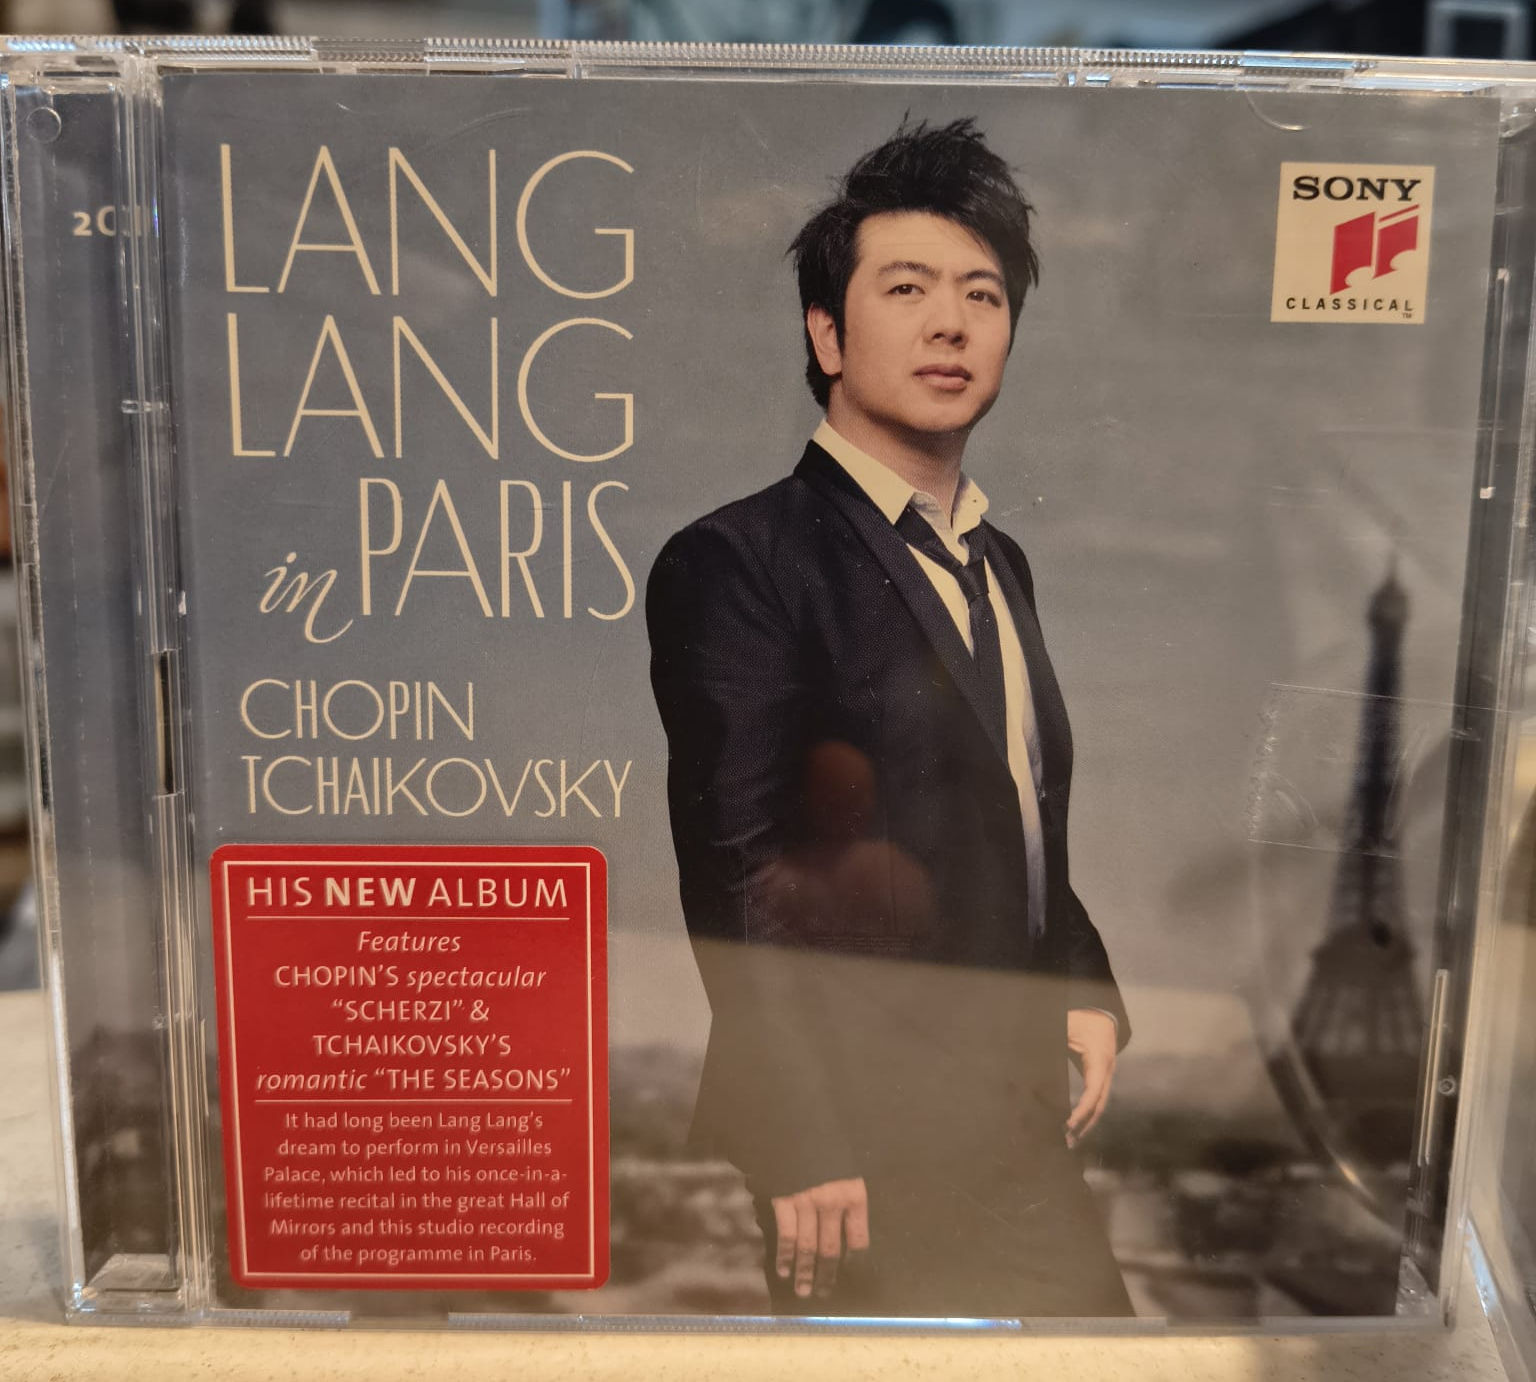 2CD
LANG
LANG
in PARIS
CHOPIN
TCHAIKOVSKY
SONY
CLASSICAL
TM
HIS NEW ALBUM
Features
CHOPIN'S spectacular
“SCHERZI” &
TCHAIKOVSKY'S
romantic “THE SEASONS”
It had long been Lang Lang's
dream to perform in Versailles
Palace, which led to his once-in-a-
lifetime recital in the great Hall of
Mirrors and this studio recording
of the programme in Paris.